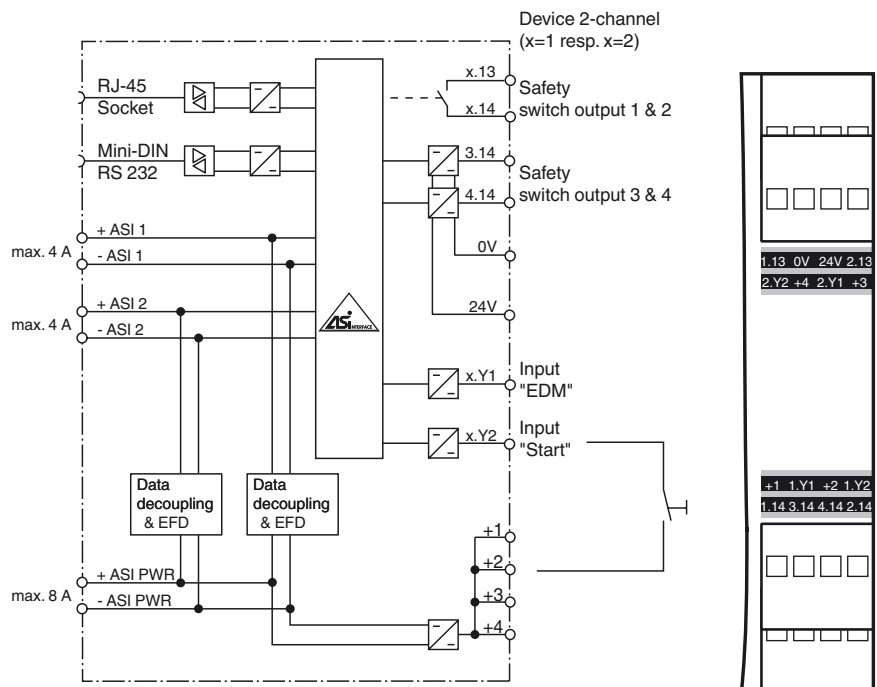 Device 2-channel
(x=1 resp. x=2)
RJ-45
Socket
Mini-DIN
RS 232
x.13
x.14
Safety
switch output 1 & 2
3.14
4.14
Safety
switch output 3 & 4
0V
24V
max. 4 A
+ ASI 1
- ASI 1
max. 4 A
+ ASI 2
- ASI 2
ASi INTERFACE
x.Y1
Input
"EDM"
x.Y2
Input
"Start"
Data
decoupling
& EFD
Data
decoupling
& EFD
max. 8 A
+ ASI PWR
- ASI PWR
+1
+2
+3
+4
1.13 0V 24V 2.13
2.Y2 +4 2.Y1 +3
+1 1.Y1 +2 1.Y2
1.14 3.14 4.14 2.14